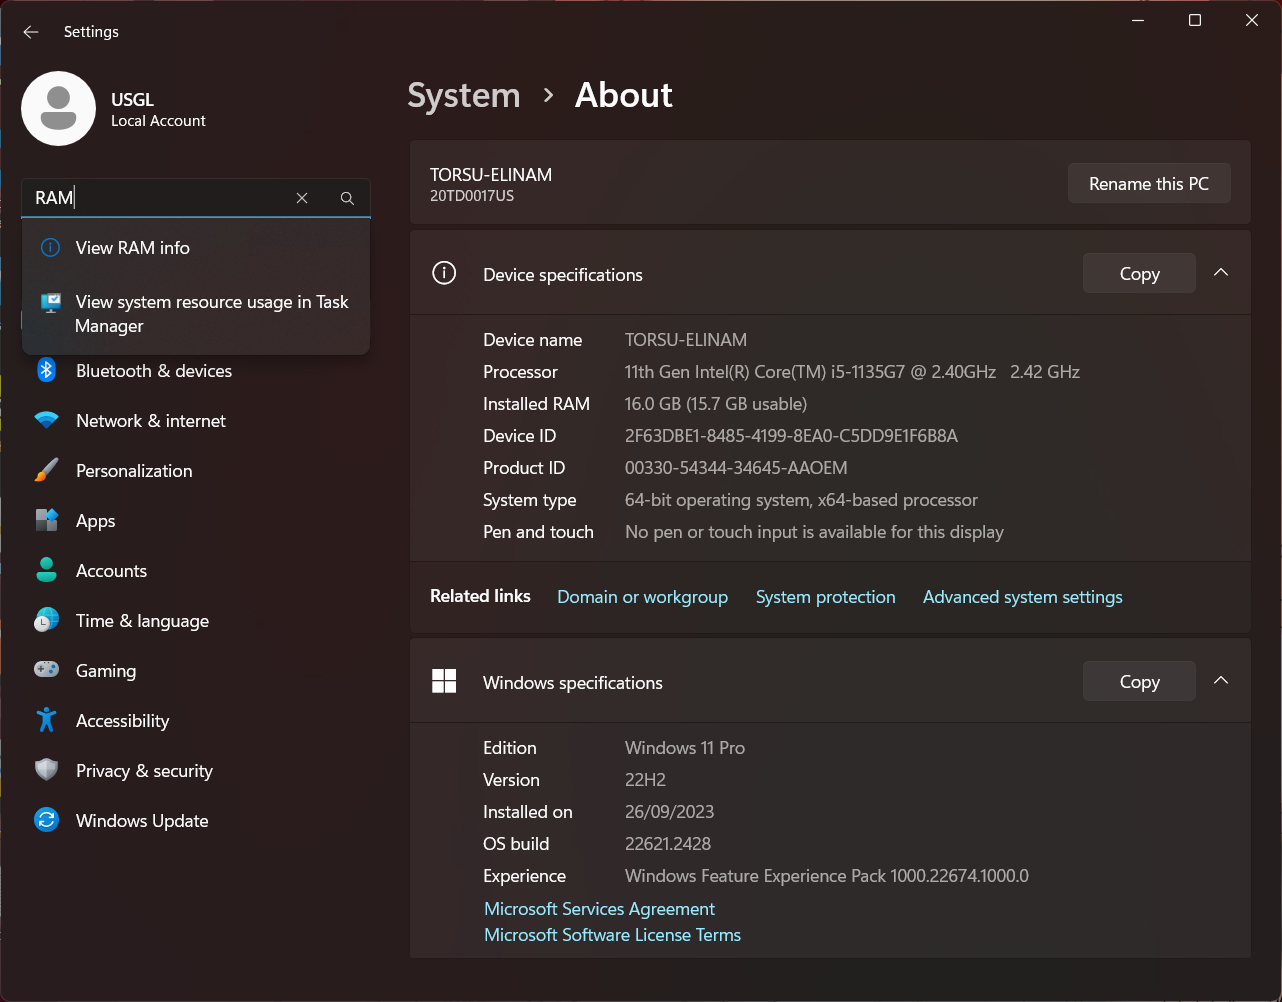 Settings
USGL
Local Account
RAM
View RAM info
View system resource usage in Task
Manager
Bluetooth & devices
Network & internet
Personalization
Apps
Accounts
Time & language
Gaming
Accessibility
Privacy & security
Windows Update
System > About
TORSU-ELINAM
20TD0017US
Rename this PC
Device specifications
Copy
Device name TORSU-ELINAM
Processor 11th Gen Intel(R) Core(TM) i5-1135G7 @ 2.40GHz 2.42 GHz
Installed RAM 16.0 GB (15.7 GB usable)
Device ID 2F63DBE1-8485-4199-8EA0-C5DD9E1F6B8A
Product ID 00330-54344-34645-AAOEM
System type 64-bit operating system, x64-based processor
Pen and touch No pen or touch input is available for this display
Related links Domain or workgroup System protection Advanced system settings
Windows specifications
Copy
Edition Windows 11 Pro
Version 22H2
Installed on 26/09/2023
OS build 22621.2428
Experience Windows Feature Experience Pack 1000.22674.1000.0
Microsoft Services Agreement
Microsoft Software License Terms